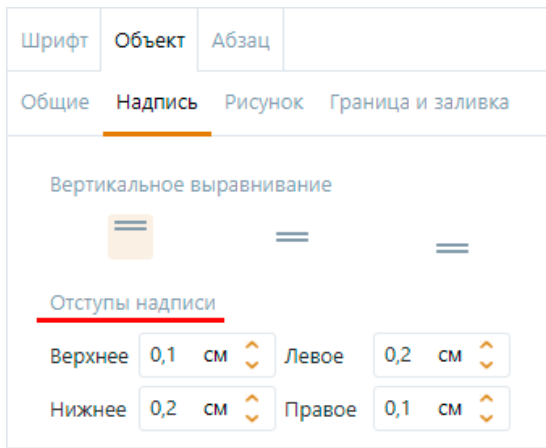 Шрифт Объект Абзац
Общие Надпись Рисунок Граница и заливка
Вертикальное выравнивание
Отступы надписи
Верхнее 0,1 см Левое 0,2 см
Нижнее 0,2 см Правое 0,1 см